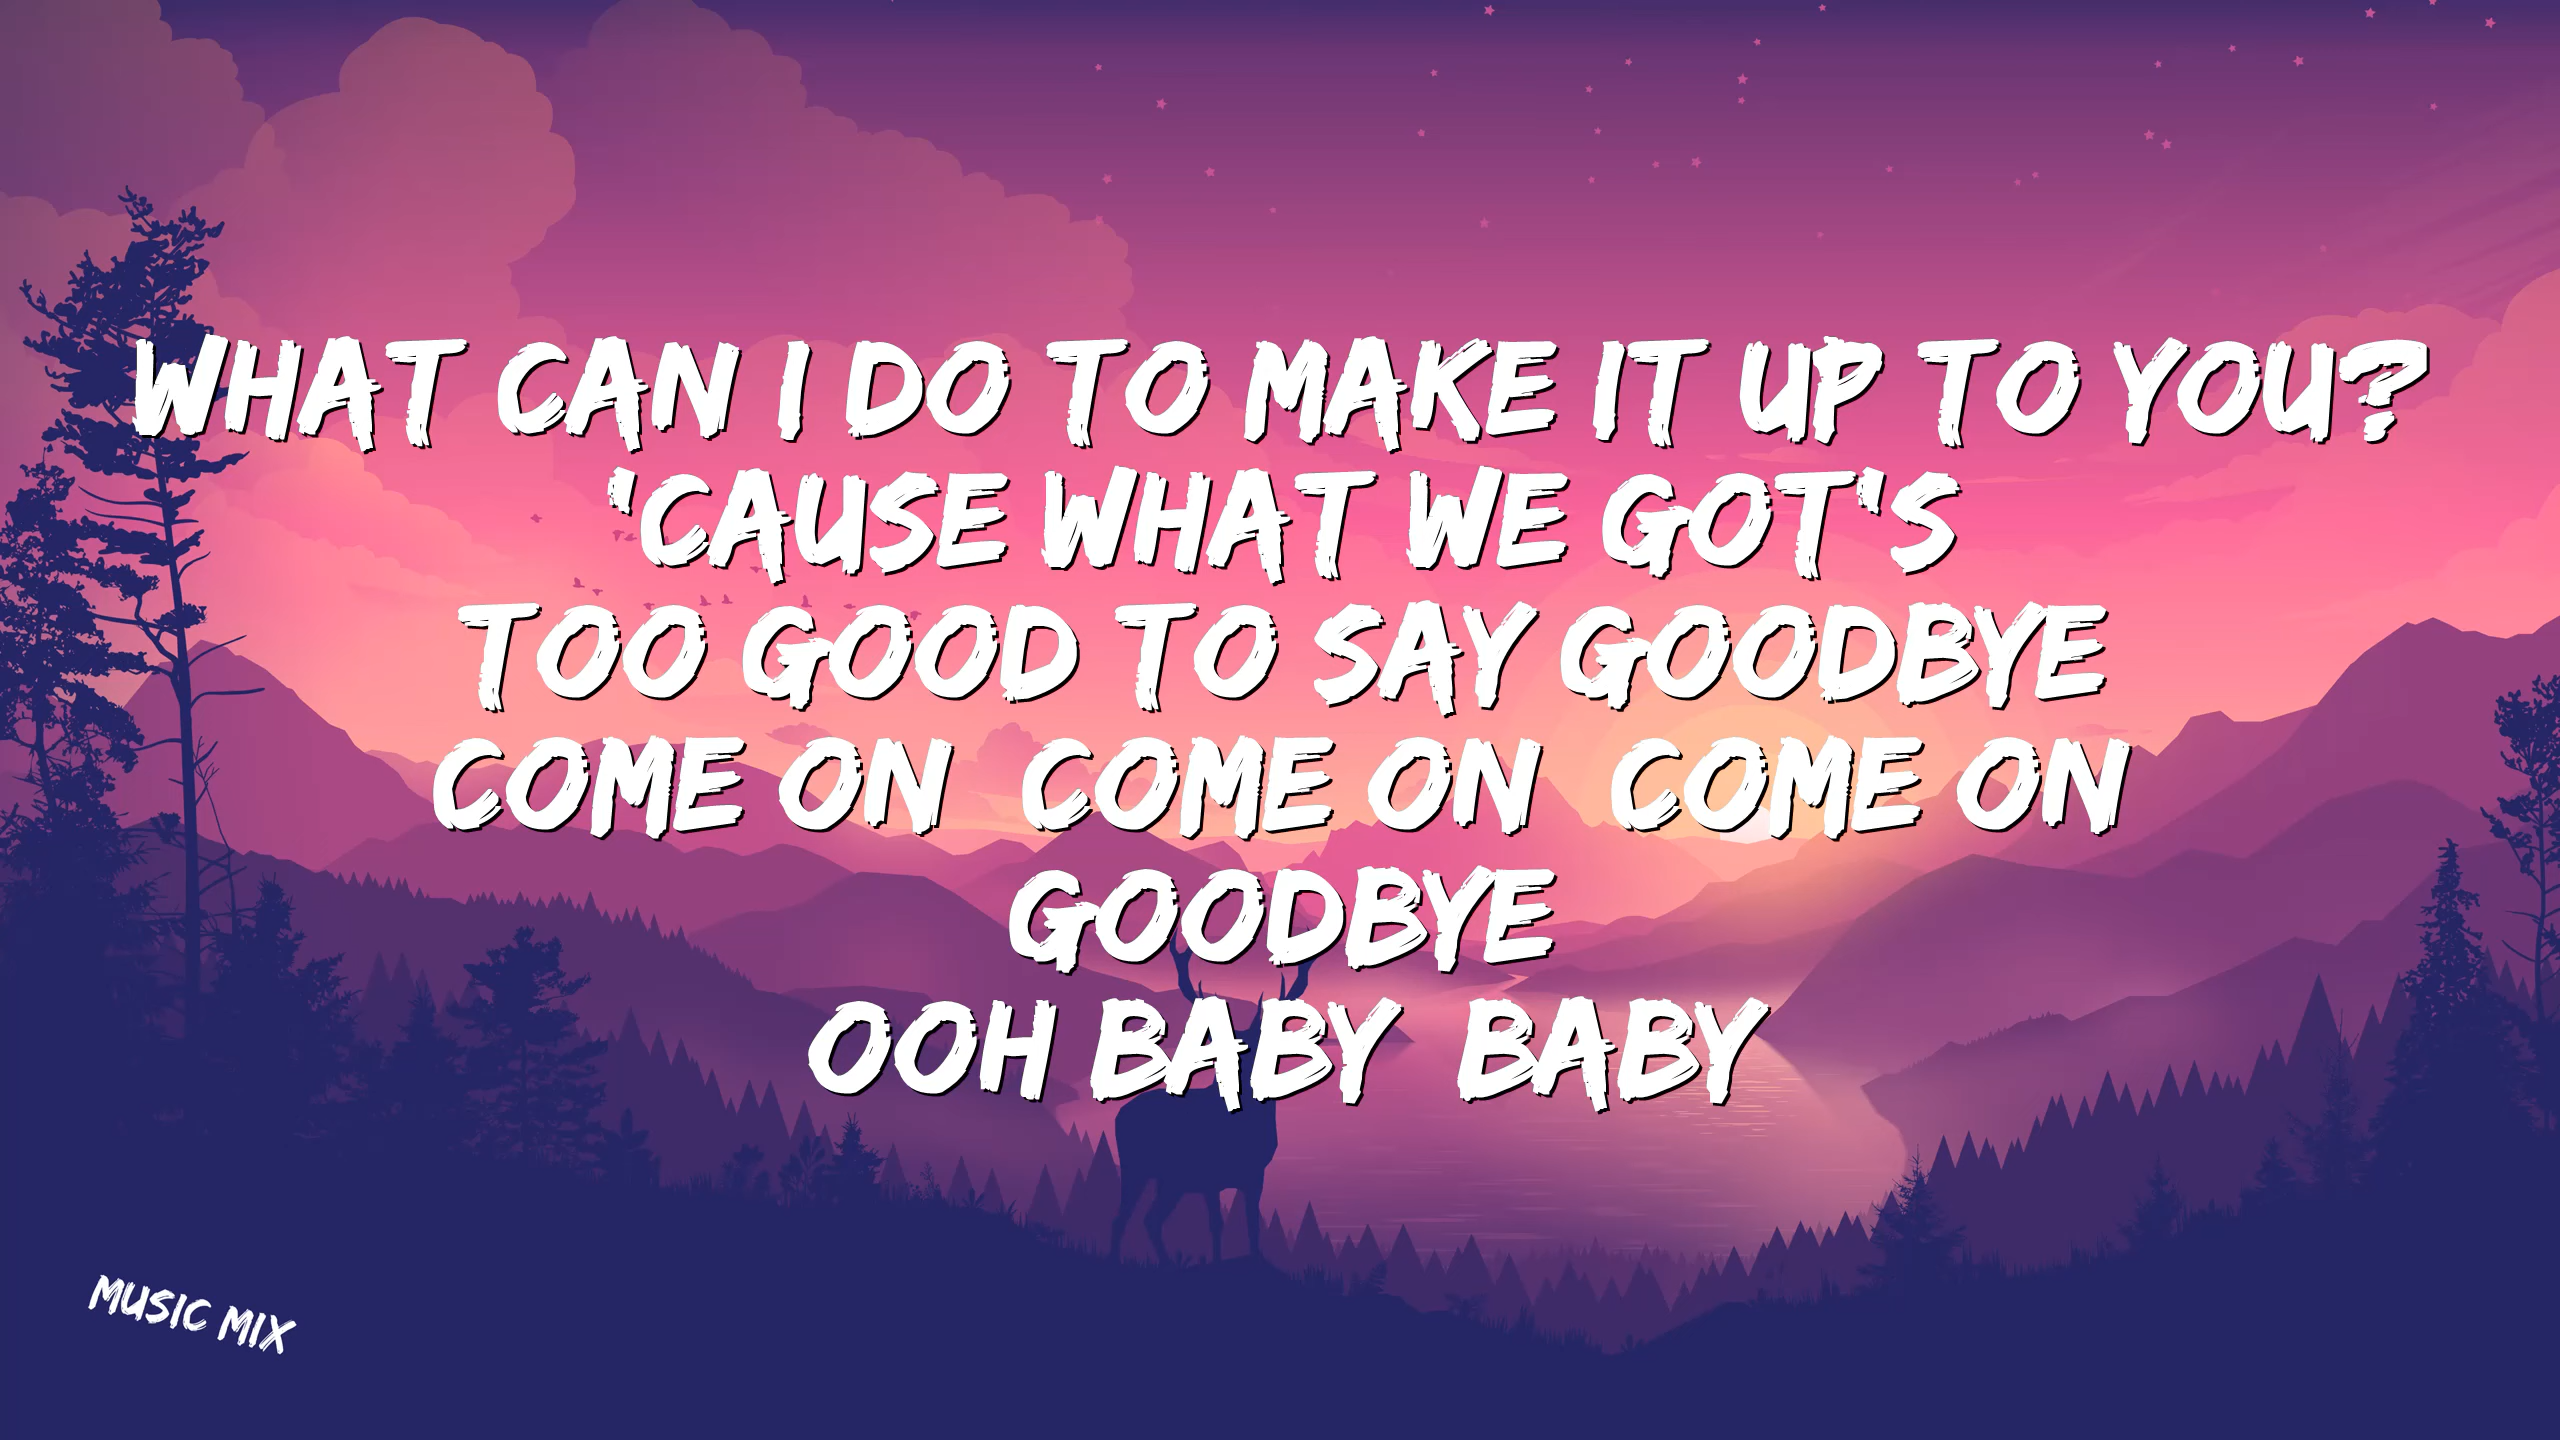 WHAT CAN I DO TO MAKE IT UP TO YOU?
'CAUSE WHAT WE GOT'S
TOO GOOD TO SAY GOODBYE
COME ON  COME ON  COME ON
GOODBYE
OOH BABY  BABY
MUSIC MIX